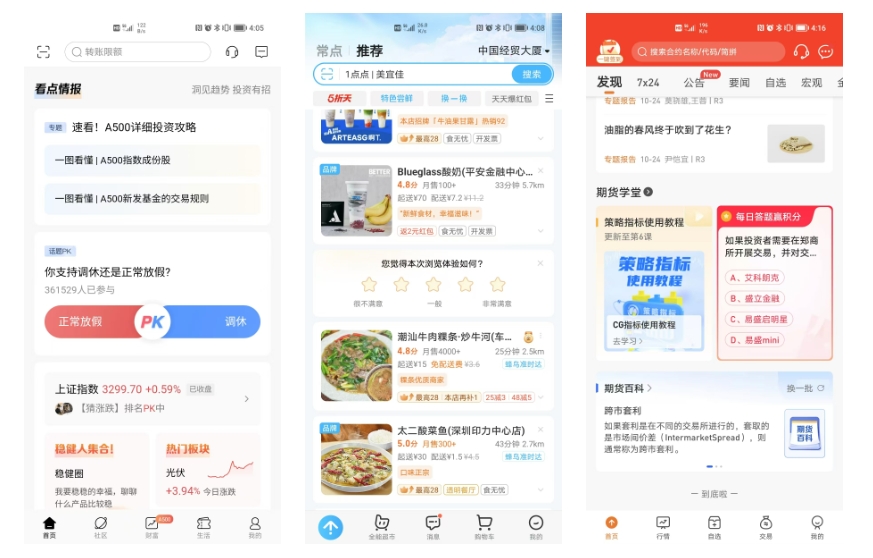 4:05
转账限额
看点情报
洞见趋势 投资有招
专题 速看！A500详细投资攻略
一图看懂 | A500指数成份股
一图看懂 | A500新发基金的交易规则
话题PK
你支持调休还是正常放假?
361529人已参与
正常放假
PK
调休
上证指数 3299.70 +0.59% 已收盘
【猜涨跌】排名PK中
稳健人集合!
稳健圈
我要稳稳的幸福，聊聊
什么产品比较稳
热门板块
光伏
+3.94% 今日涨跌
首页
社区
财富
生活
我的
4:08
常点
推荐
中国经贸大厦
1点点 | 美宜佳
搜索
5折天
特色尝鲜
换一换
天天爆红包
ARTEASG
本店招牌「牛油果甘露」热销92
最高28 食无忧 开发票
品牌
BETTER
Blueglass酸奶(平安金融中心...
4.8分 月售100+
33分钟 5.7km
起送¥70 配送¥7.2 ¥11.2
"新鲜食材，幸福滋味！"
返2元红包 食无忧 开发票
您觉得本次浏览体验如何?
很不满意
一般
非常满意
潮汕牛肉粿条·炒牛河(车...
4.8分 月售4000+
25分钟 2.5km
起送¥15 免配送费 ¥3.6
蜂鸟准时达
粿条优质商家
最高28 本店再补1 25减3 48减5
品牌
太二酸菜鱼(深圳印力中心店)
5.0分 月售300+
43分钟 2.7km
起送¥30 配送¥1.5 ¥4.5
蜂鸟准时达
口味正宗
最高28 透明餐厅 食无忧
全能超市
消息
购物车
我的
4:16
搜索合约名称/代码/简拼
发现
7x24
公告
New
要闻
自选
宏观
专题报告 10-24
R3
油脂的春风终于吹到了花生?
专题报告 10-24 尹恺宜 | R3
期货学堂
策略指标使用教程
更新至第6课
策略指标
使用教程
CG指标使用教程
去学习
每日答题赢积分
如果投资者需要在郑商
所开展交易，并对交...
A、艾科朗克
B、盛立金融
C、易盛启明星
D、易盛mini
期货百科
换一批
跨市套利
如果套利是在不同的交易所进行的，套取的
是市场间价差（IntermarketSpread），则
通常称为跨市套利。
期货
百科
— 到底啦 —
首页
行情
自选
交易
我的